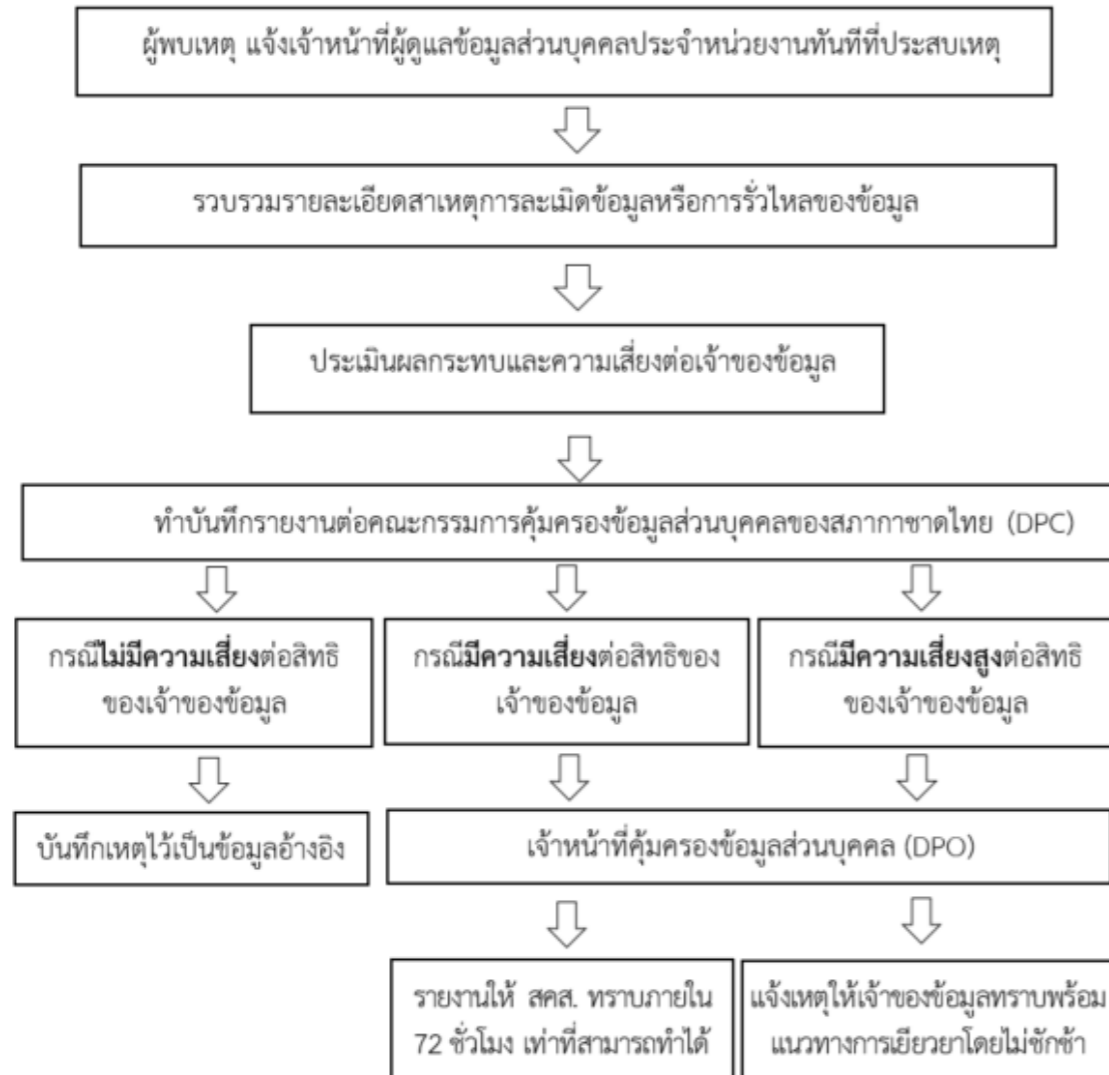 ผู้พบเหตุ แจ้งเจ้าหน้าที่ผู้ดูแลข้อมูลส่วนบุคคลประจำหน่วยงานทันทีที่ประสบเหตุ
รวบรวมรายละเอียดสาเหตุการละเมิดข้อมูลหรือการรั่วไหลของข้อมูล
ประเมินผลกระทบและความเสี่ยงต่อเจ้าของข้อมูล
ทำบันทึกรายงานต่อคณะกรรมการคุ้มครองข้อมูลส่วนบุคคลของสภากาชาดไทย (DPC)
กรณีไม่มีความเสี่ยงต่อสิทธิ
ของเจ้าของข้อมูล
กรณีมีความเสี่ยงต่อสิทธิของ
เจ้าของข้อมูล
กรณีมีความเสี่ยงสูงต่อสิทธิ
ของเจ้าของข้อมูล
บันทึกเหตุไว้เป็นข้อมูลอ้างอิง
เจ้าหน้าที่คุ้มครองข้อมูลส่วนบุคคล (DPO)
รายงานให้ สคส. ทราบภายใน
72 ชั่วโมง เท่าที่สามารถทำได้
แจ้งเหตุให้เจ้าของข้อมูลทราบพร้อม
แนวทางการเยียวยาโดยไม่ชักช้า